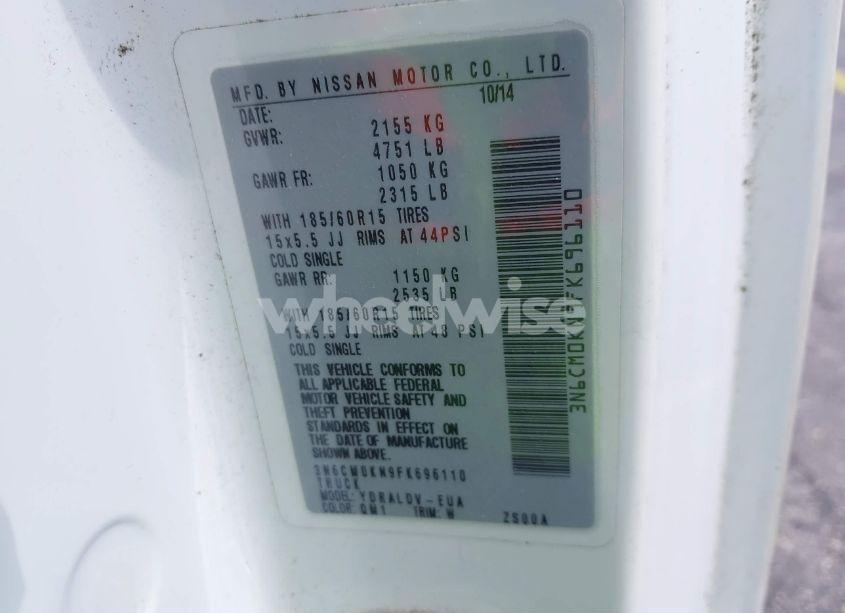 MFD. BY NISSAN MOTOR CO., LTD.
DATE: 10/14
GVWR: 2155 KG
4751 LB
GAWR FR: 1050 KG
2315 LB
WITH 185/60R15 TIRES
15x5.5 JJ RIMS AT 44PSI
COLD SINGLE
GAWR RR: 1150 KG
2535 LB
WITH 185/60R15 TIRES
15x5.5 JJ RIMS AT 48 PSI
COLD SINGLE
THIS VEHICLE CONFORMS TO
ALL APPLICABLE FEDERAL
MOTOR VEHICLE SAFETY AND
THEFT PREVENTION
STANDARDS IN EFFECT ON
THE DATE OF MANUFACTURE
SHOWN ABOVE.
3N6CM0KN9FK696110
TRUCK
MODEL: YDRALDV-EUA
COLOR: QM1 TRIM: W ZS00A
3N6CM0KN9FK696110
wheelwise